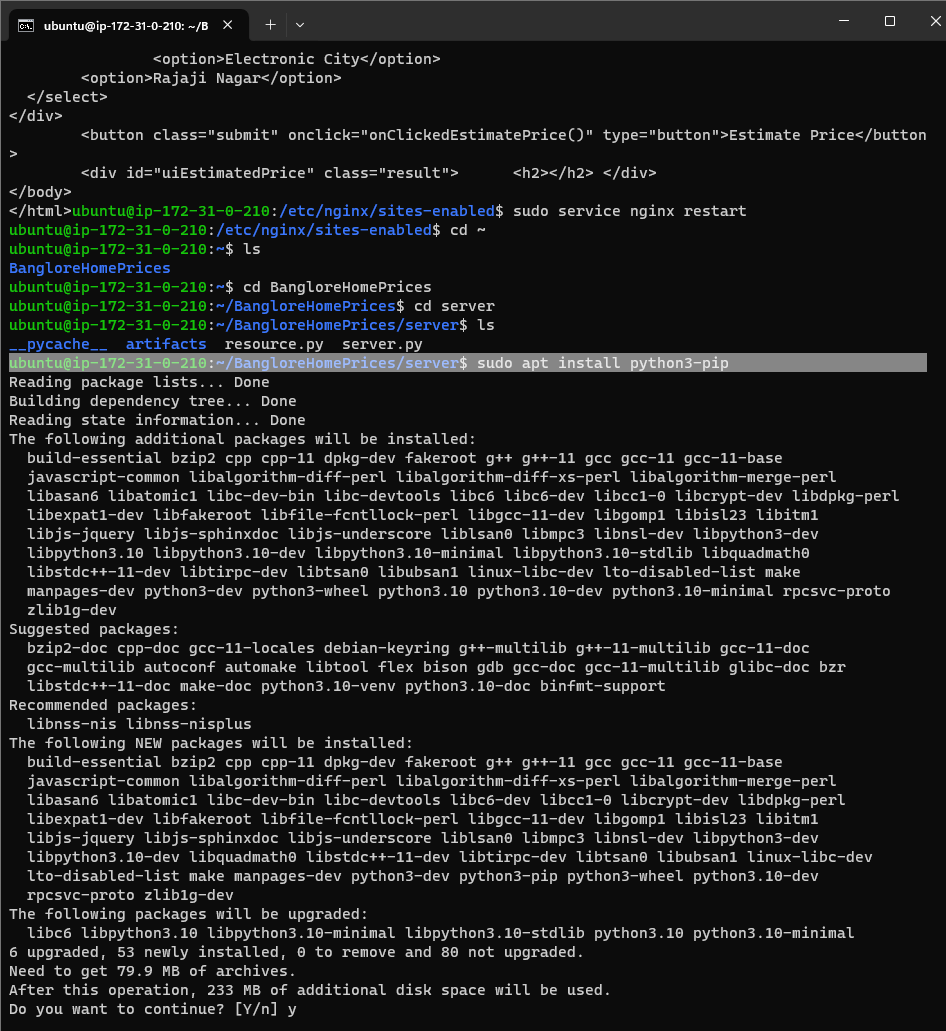 ubuntu@ip-172-31-0-210: ~/B
                <option>Electronic City</option>
        <option>Rajaji Nagar</option>
  </select>
</div>
        <button class="submit" onclick="onClickedEstimatePrice()" type="button">Estimate Price</button
>
        <div id="uiEstimatedPrice" class="result">      <h2></h2> </div>
</body>
</html>ubuntu@ip-172-31-0-210:/etc/nginx/sites-enabled$ sudo service nginx restart
ubuntu@ip-172-31-0-210:/etc/nginx/sites-enabled$ cd ~
ubuntu@ip-172-31-0-210:~$ ls
BangloreHomePrices
ubuntu@ip-172-31-0-210:~$ cd BangloreHomePrices
ubuntu@ip-172-31-0-210:~/BangloreHomePrices$ cd server
ubuntu@ip-172-31-0-210:~/BangloreHomePrices/server$ ls
__pycache__  artifacts  resource.py  server.py
ubuntu@ip-172-31-0-210:~/BangloreHomePrices/server$ sudo apt install python3-pip
Reading package lists... Done
Building dependency tree... Done
Reading state information... Done
The following additional packages will be installed:
  build-essential bzip2 cpp cpp-11 dpkg-dev fakeroot g++ g++-11 gcc gcc-11 gcc-11-base
  javascript-common libalgorithm-diff-perl libalgorithm-diff-xs-perl libalgorithm-merge-perl
  libasan6 libatomic1 libc-dev-bin libc-devtools libc6 libc6-dev libcc1-0 libcrypt-dev libdpkg-perl
  libexpat1-dev libfakeroot libfile-fcntllock-perl libgcc-11-dev libgomp1 libisl23 libitm1
  libjs-jquery libjs-sphinxdoc libjs-underscore liblsan0 libmpc3 libnsl-dev libpython3-dev
  libpython3.10 libpython3.10-dev libpython3.10-minimal libpython3.10-stdlib libquadmath0
  libstdc++-11-dev libtirpc-dev libtsan0 libubsan1 linux-libc-dev lto-disabled-list make
  manpages-dev python3-dev python3-wheel python3.10 python3.10-dev python3.10-minimal rpcsvc-proto
  zlib1g-dev
Suggested packages:
  bzip2-doc cpp-doc gcc-11-locales debian-keyring g++-multilib g++-11-multilib gcc-11-doc
  gcc-multilib autoconf automake libtool flex bison gdb gcc-doc gcc-11-multilib glibc-doc bzr
  libstdc++-11-doc make-doc python3.10-venv python3.10-doc binfmt-support
Recommended packages:
  libnss-nis libnss-nisplus
The following NEW packages will be installed:
  build-essential bzip2 cpp cpp-11 dpkg-dev fakeroot g++ g++-11 gcc gcc-11 gcc-11-base
  javascript-common libalgorithm-diff-perl libalgorithm-diff-xs-perl libalgorithm-merge-perl
  libasan6 libatomic1 libc-dev-bin libc-devtools libc6-dev libcc1-0 libcrypt-dev libdpkg-perl
  libexpat1-dev libfakeroot libfile-fcntllock-perl libgcc-11-dev libgomp1 libisl23 libitm1
  libjs-jquery libjs-sphinxdoc libjs-underscore liblsan0 libmpc3 libnsl-dev libpython3-dev
  libpython3.10-dev libquadmath0 libstdc++-11-dev libtirpc-dev libtsan0 libubsan1 linux-libc-dev
  lto-disabled-list make manpages-dev python3-dev python3-pip python3-wheel python3.10-dev
  rpcsvc-proto zlib1g-dev
The following packages will be upgraded:
  libc6 libpython3.10 libpython3.10-minimal libpython3.10-stdlib python3.10 python3.10-minimal
6 upgraded, 53 newly installed, 0 to remove and 80 not upgraded.
Need to get 79.9 MB of archives.
After this operation, 233 MB of additional disk space will be used.
Do you want to continue? [Y/n] y